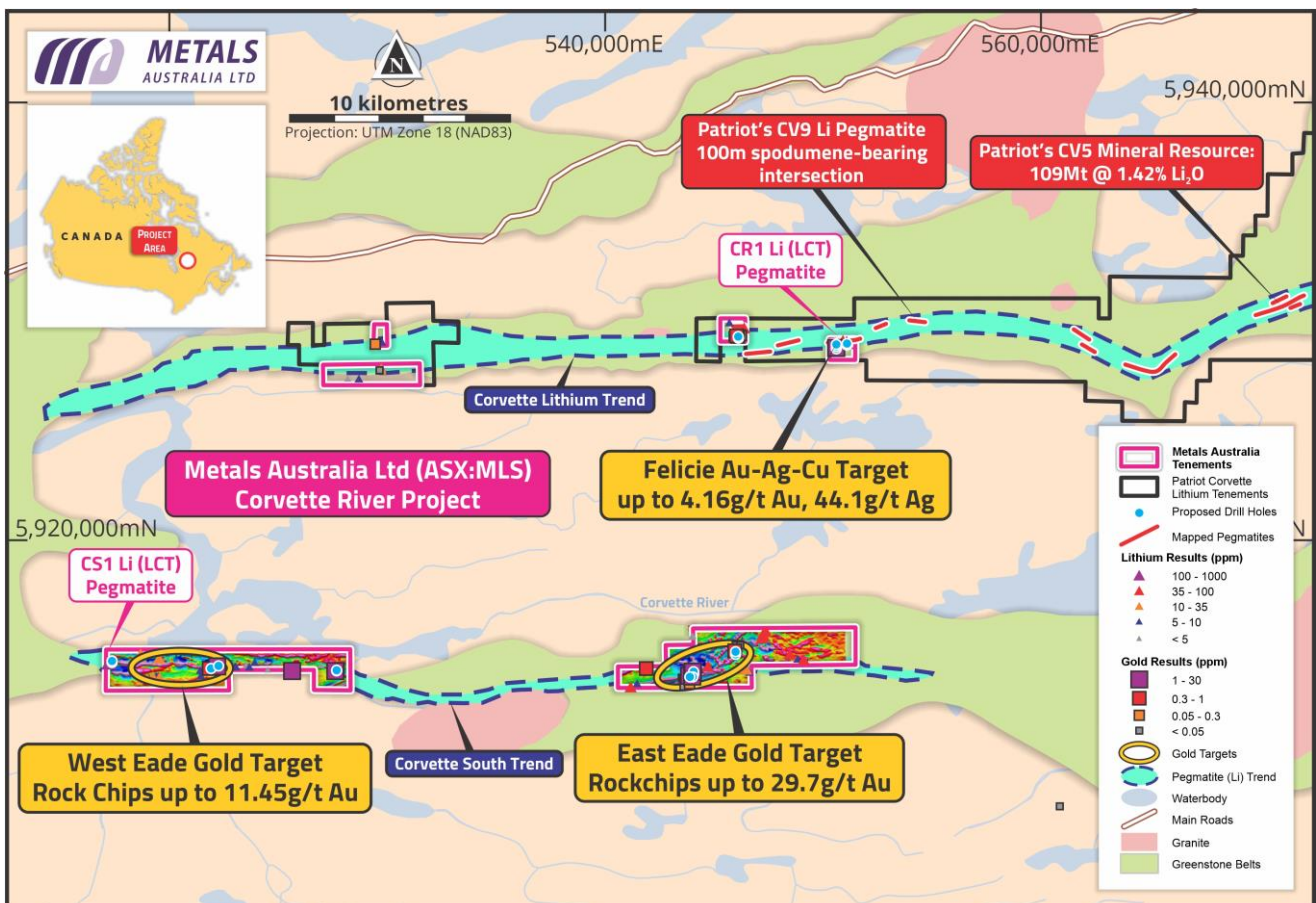 METALS
AUSTRALIA LTD
N
10 kilometres
Projection: UTM Zone 18 (NAD83)
540,000mE
560,000mE
5,940,000mN
CANADA
PROJECT
AREA
Patriot's CV9 Li Pegmatite
100m spodumene-bearing
intersection
Patriot's CV5 Mineral Resource:
109Mt @ 1.42% Li₂O
CR1 Li (LCT)
Pegmatite
Corvette Lithium Trend
Metals Australia Ltd (ASX:MLS)
Corvette River Project
Felicie Au-Ag-Cu Target
up to 4.16g/t Au, 44.1g/t Ag
5,920,000mN
CS1 Li (LCT)
Pegmatite
Corvette River
West Eade Gold Target
Rock Chips up to 11.45g/t Au
Corvette South Trend
East Eade Gold Target
Rockchips up to 29.7g/t Au
Metals Australia
Tenements
Patriot Corvette
Lithium Tenements
Proposed Drill Holes
Mapped Pegmatites
Lithium Results (ppm)
100 - 1000
35 - 100
10 - 35
5 - 10
< 5
Gold Results (ppm)
1 - 30
0.3 - 1
0.05 - 0.3
< 0.05
Gold Targets
Pegmatite (Li) Trend
Waterbody
Main Roads
Granite
Greenstone Belts